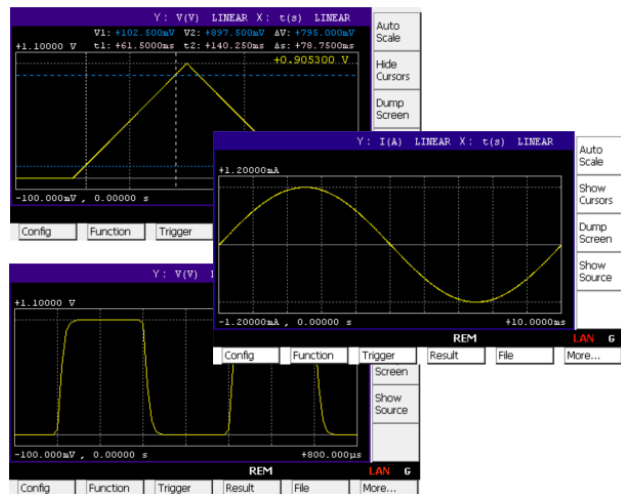 Y: V(V) LINEAR X: t(s) LINEAR
V1: +102.500mV V2: +897.500mV ΔV: +795.000mV
+1.10000 V t1: +61.5000ms t2: +140.250ms Δs: +78.7500ms
+0.905300 V
-100.000mV , 0.00000 s
Auto
Scale
Hide
Cursors
Dump
Screen
Config Function Trigger
Y: I(A) LINEAR X: t(s) LINEAR
+1.20000mA
-1.20000mA , 0.00000 s +10.0000ms
Auto
Scale
Show
Cursors
Dump
Screen
Show
Source
REM LAN G
Config Function Trigger Result File More...
Y: V(V)
+1.10000 V
-100.000mV , 0.00000 s +800.000µs
Screen
Show
Source
REM LAN G
Config Function Trigger Result File More...